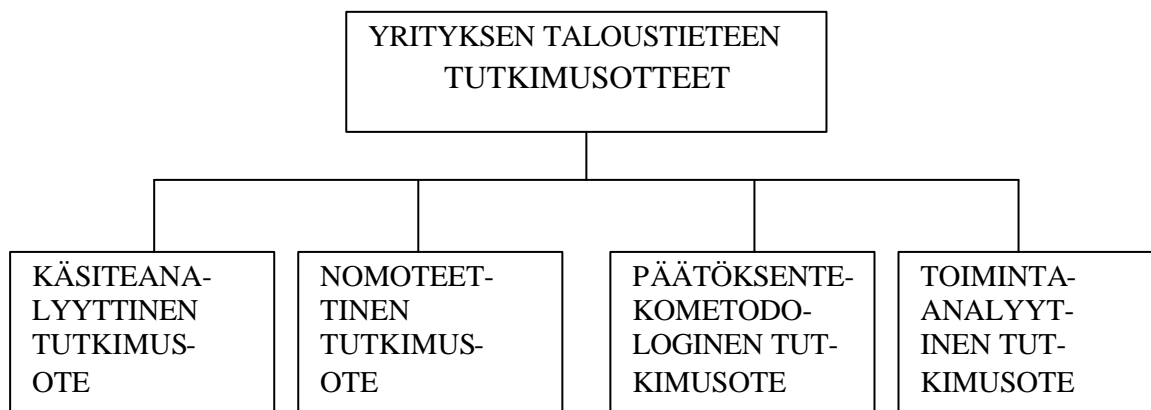 YRITYKSEN TALOUSTIETEEN
TUTKIMUSOTTEET
KÄSITEANA-
LYYTTINEN
TUTKIMUS-
OTE
NOMOTEET-
TINEN
TUTKIMUS-
OTE
PÄÄTÖKSENTE-
KOMETODO-
LOGINEN TUT-
KIMUSOTE
TOIMINTA-
ANALYYT-
INEN TUT-
KIMUSOTE